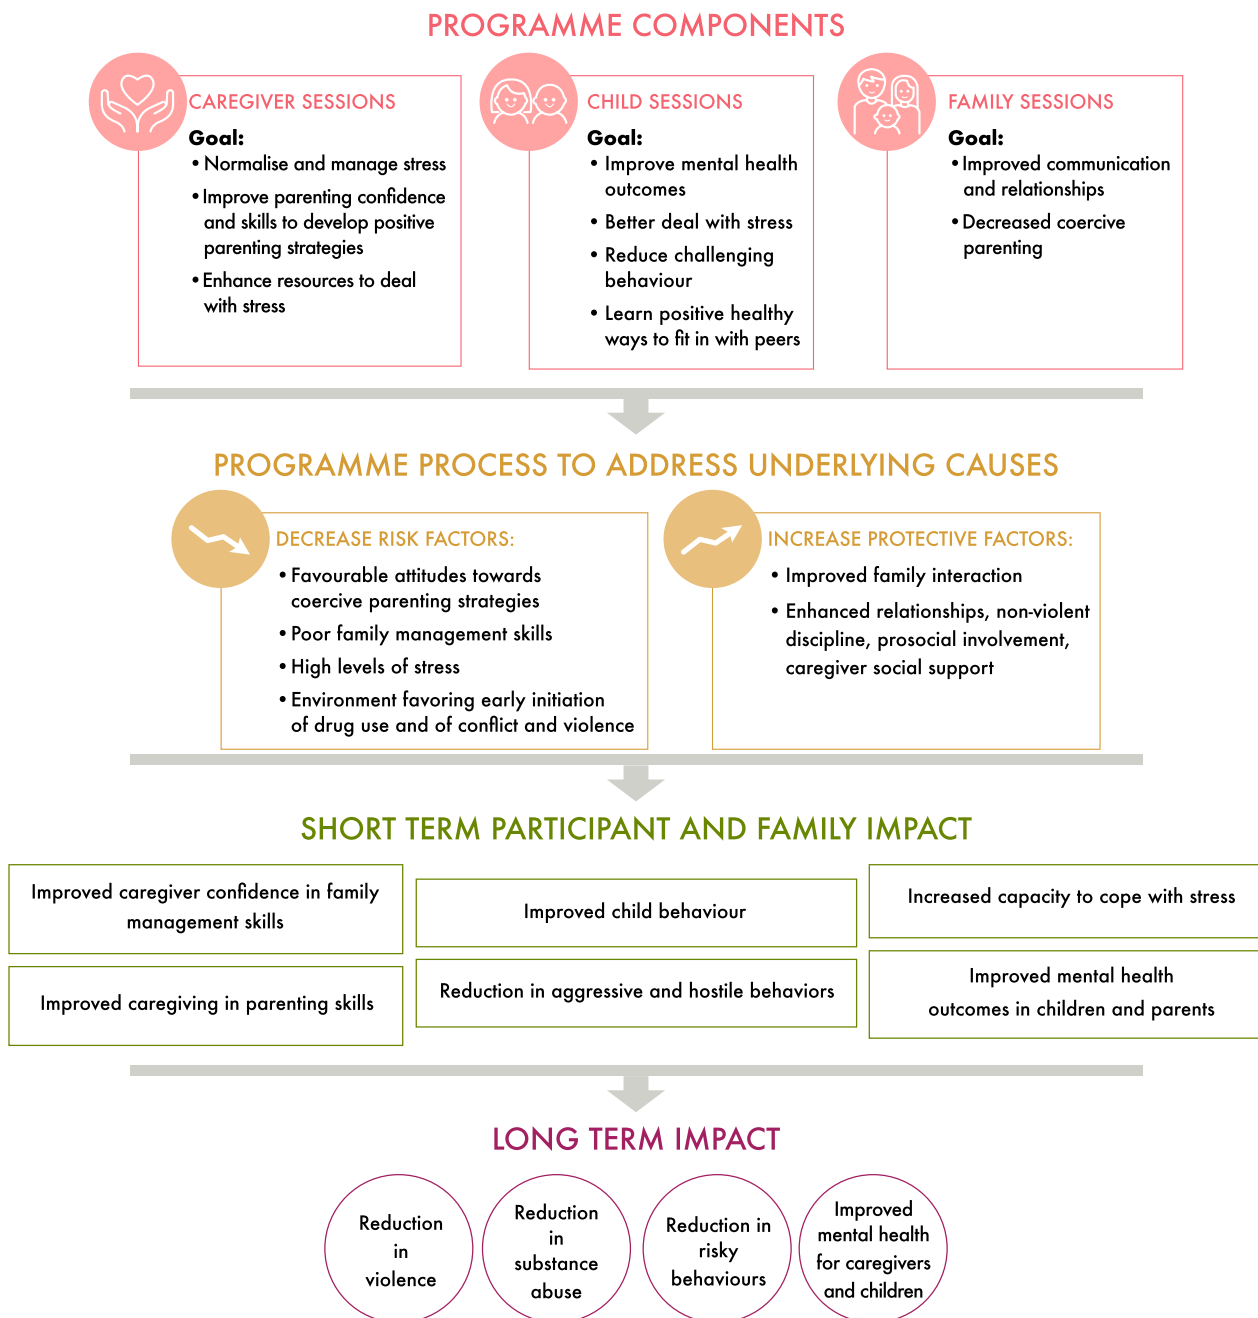 PROGRAMME COMPONENTS
CAREGIVER SESSIONS
Goal:
• Normalise and manage stress
• Improve parenting confidence
and skills to develop positive
parenting strategies
• Enhance resources to deal
with stress
CHILD SESSIONS
Goal:
• Improve mental health
outcomes
• Better deal with stress
• Reduce challenging
behaviour
• Learn positive healthy
ways to fit in with peers
FAMILY SESSIONS
Goal:
• Improved communication
and relationships
• Decreased coercive
parenting
PROGRAMME PROCESS TO ADDRESS UNDERLYING CAUSES
DECREASE RISK FACTORS:
• Favourable attitudes towards
coercive parenting strategies
• Poor family management skills
• High levels of stress
• Environment favoring early initiation
of drug use and of conflict and violence
INCREASE PROTECTIVE FACTORS:
• Improved family interaction
• Enhanced relationships, non-violent
discipline, prosocial involvement,
caregiver social support
SHORT TERM PARTICIPANT AND FAMILY IMPACT
Improved caregiver confidence in family
management skills
Improved child behaviour
Increased capacity to cope with stress
Improved caregiving in parenting skills
Reduction in aggressive and hostile behaviors
Improved mental health
outcomes in children and parents
LONG TERM IMPACT
Reduction
in
violence
Reduction
in
substance
abuse
Reduction in
risky
behaviours
Improved
mental health
for caregivers
and children